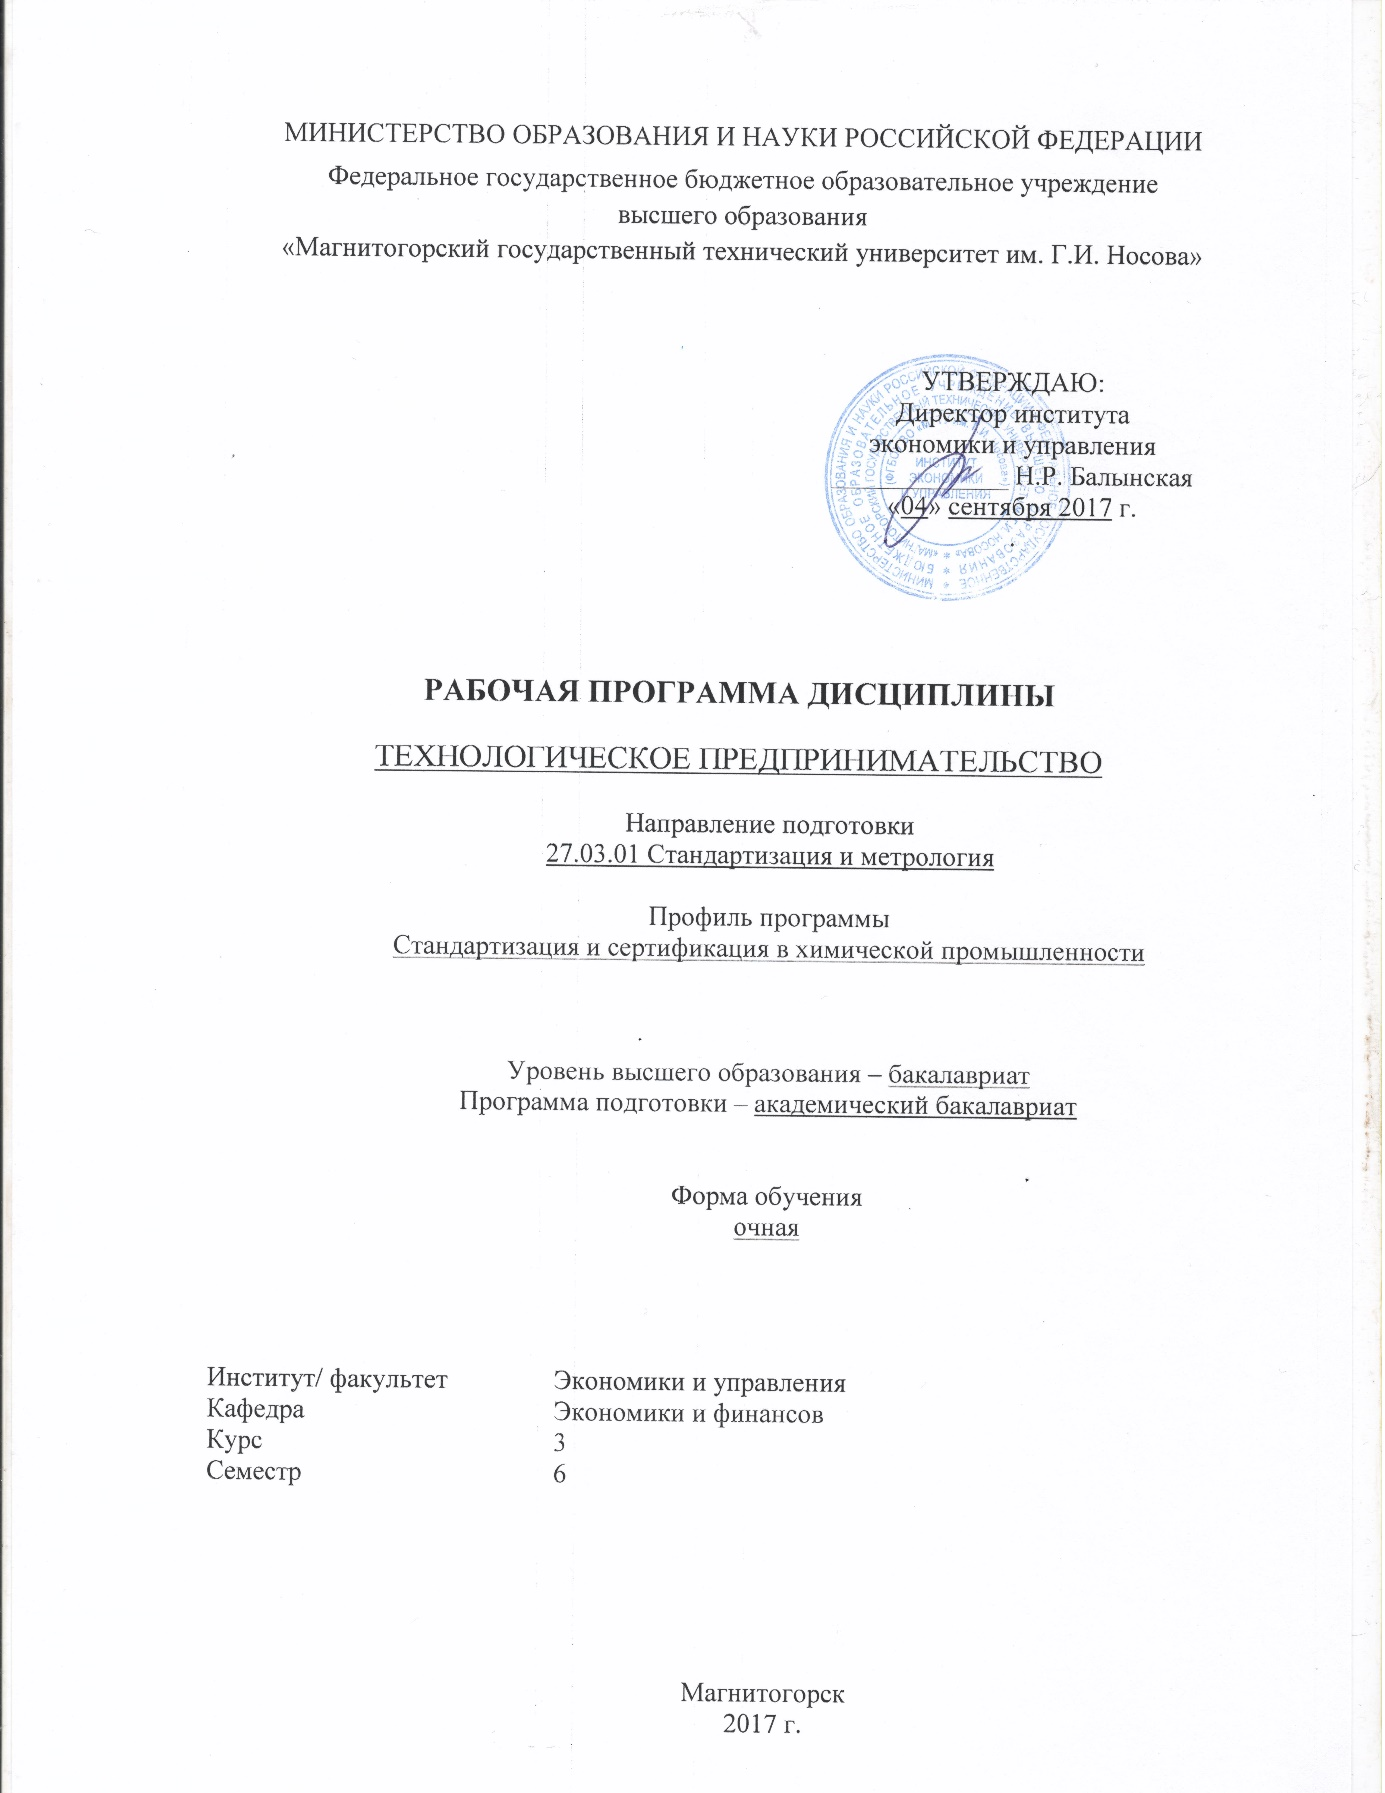 МИНИСТЕРСТВО ОБРАЗОВАНИЯ И НАУКИ РОССИЙСКОЙ ФЕДЕРАЦИИ
Федеральное государственное бюджетное образовательное учреждение
высшего образования
«Магнитогорский государственный технический университет им. Г.И. Носова»
УТВЕРЖДАЮ:
Директор института
экономики и управления
Н.Р. Балынская
«04» сентября 2017 г.
ИНСТИТУТ
ЭКОНОМИКИ
И УПРАВЛЕНИЯ
РАБОЧАЯ ПРОГРАММА ДИСЦИПЛИНЫ
ТЕХНОЛОГИЧЕСКОЕ ПРЕДПРИНИМАТЕЛЬСТВО
Направление подготовки
27.03.01 Стандартизация и метрология
Профиль программы
Стандартизация и сертификация в химической промышленности
Уровень высшего образования – бакалавриат
Программа подготовки – академический бакалавриат
Форма обучения
очная
Институт/ факультет Экономики и управления
Кафедра Экономики и финансов
Курс 3
Семестр 6
Магнитогорск
2017 г.